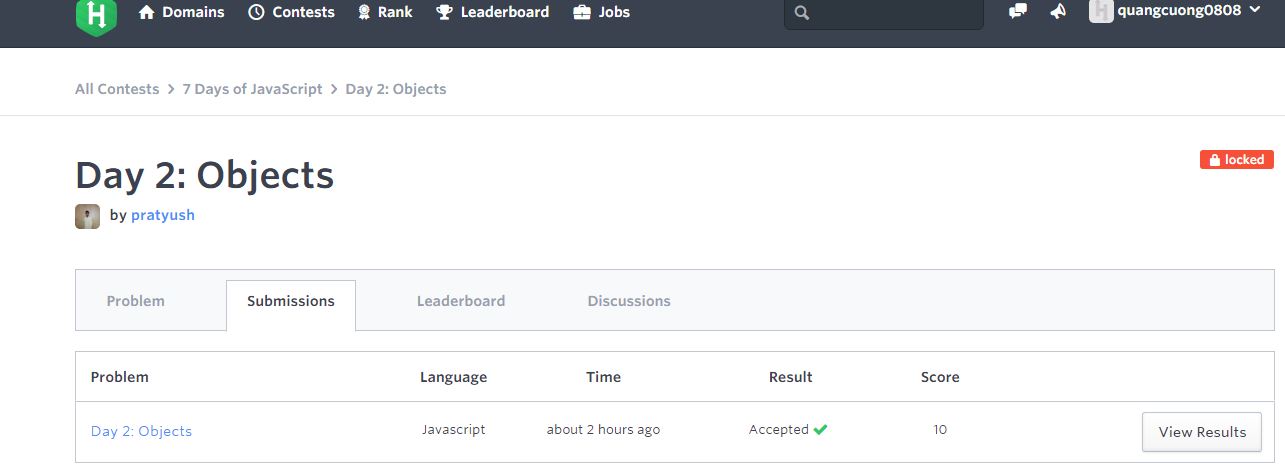 H Domains Contests Rank Leaderboard Jobs quangcuong0808
All Contests > 7 Days of JavaScript > Day 2: Objects
Day 2: Objects locked
by pratyush
Problem Submissions Leaderboard Discussions
Problem Language Time Result Score
Day 2: Objects Javascript about 2 hours ago Accepted 10 View Results